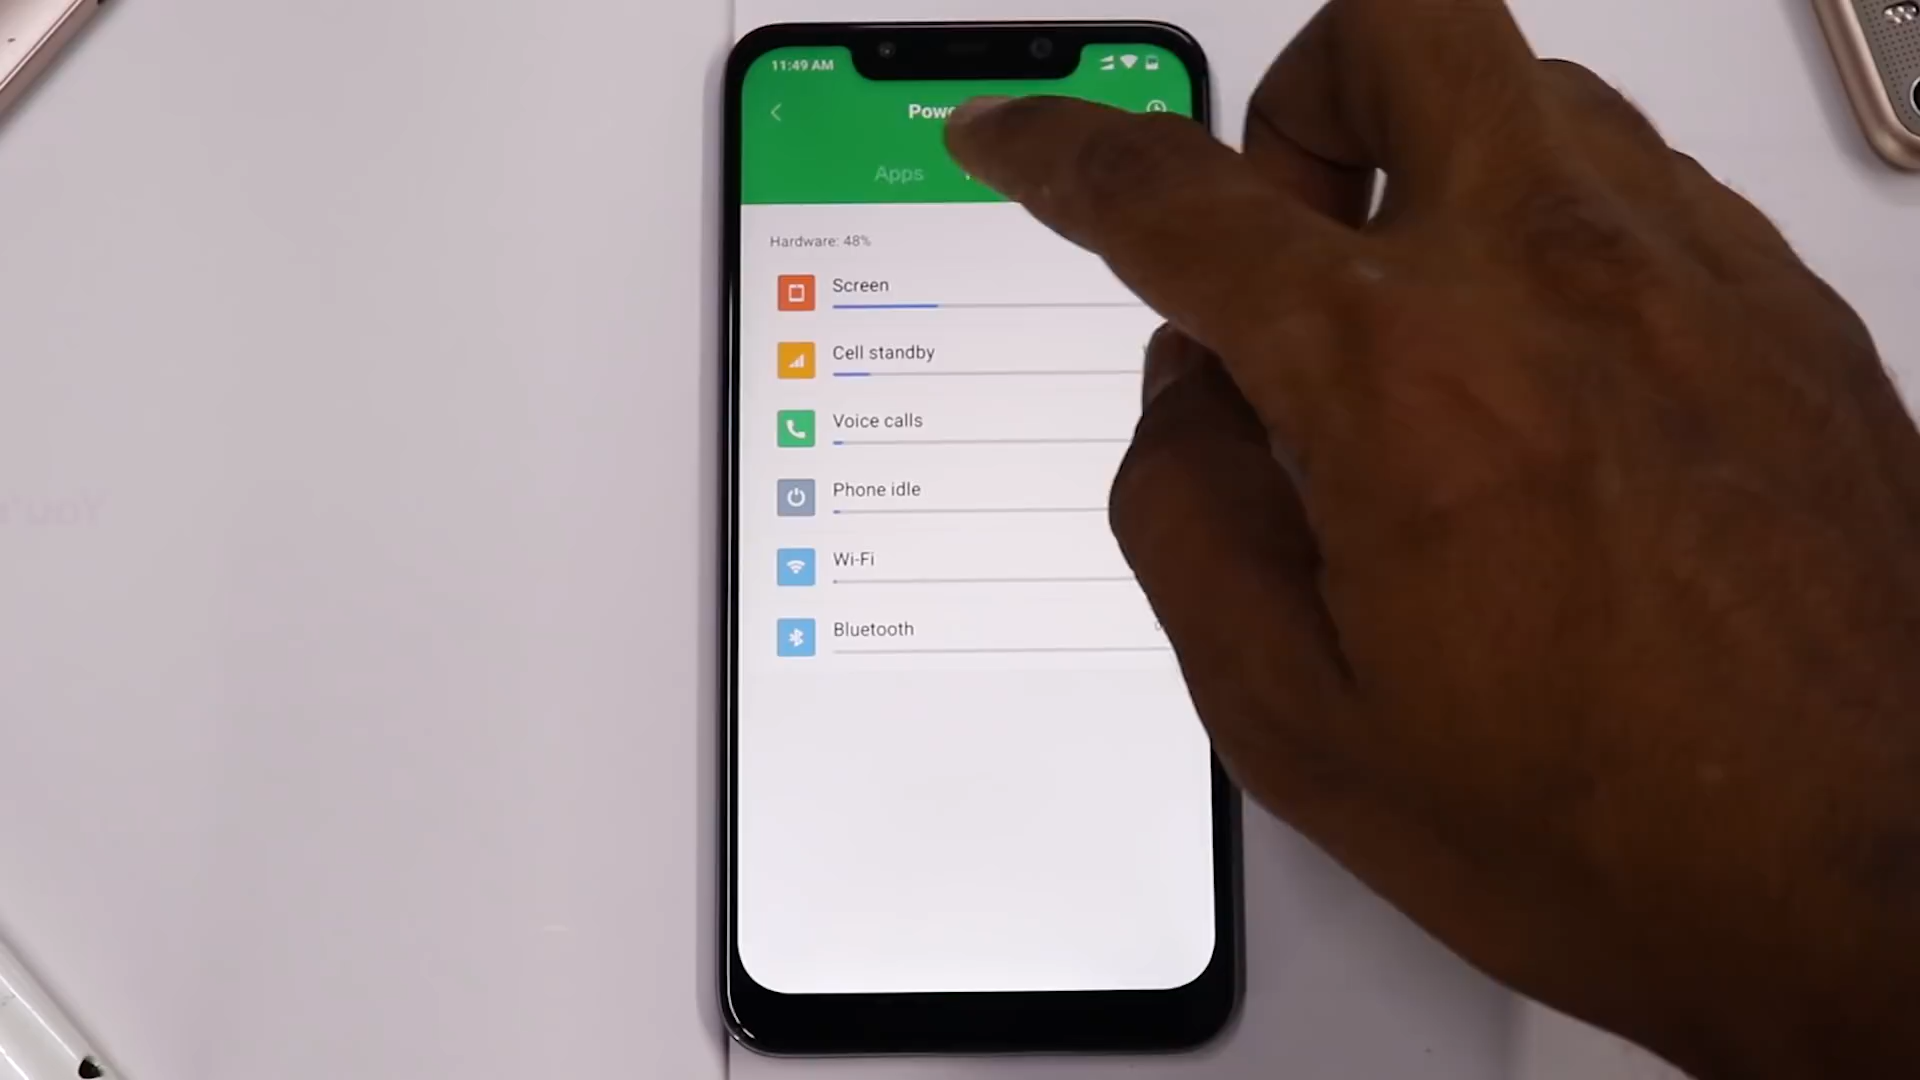 11:49 AM
Apps
Hardware: 48%
Screen
Cell standby
Voice calls
Phone idle
Wi-Fi
Bluetooth